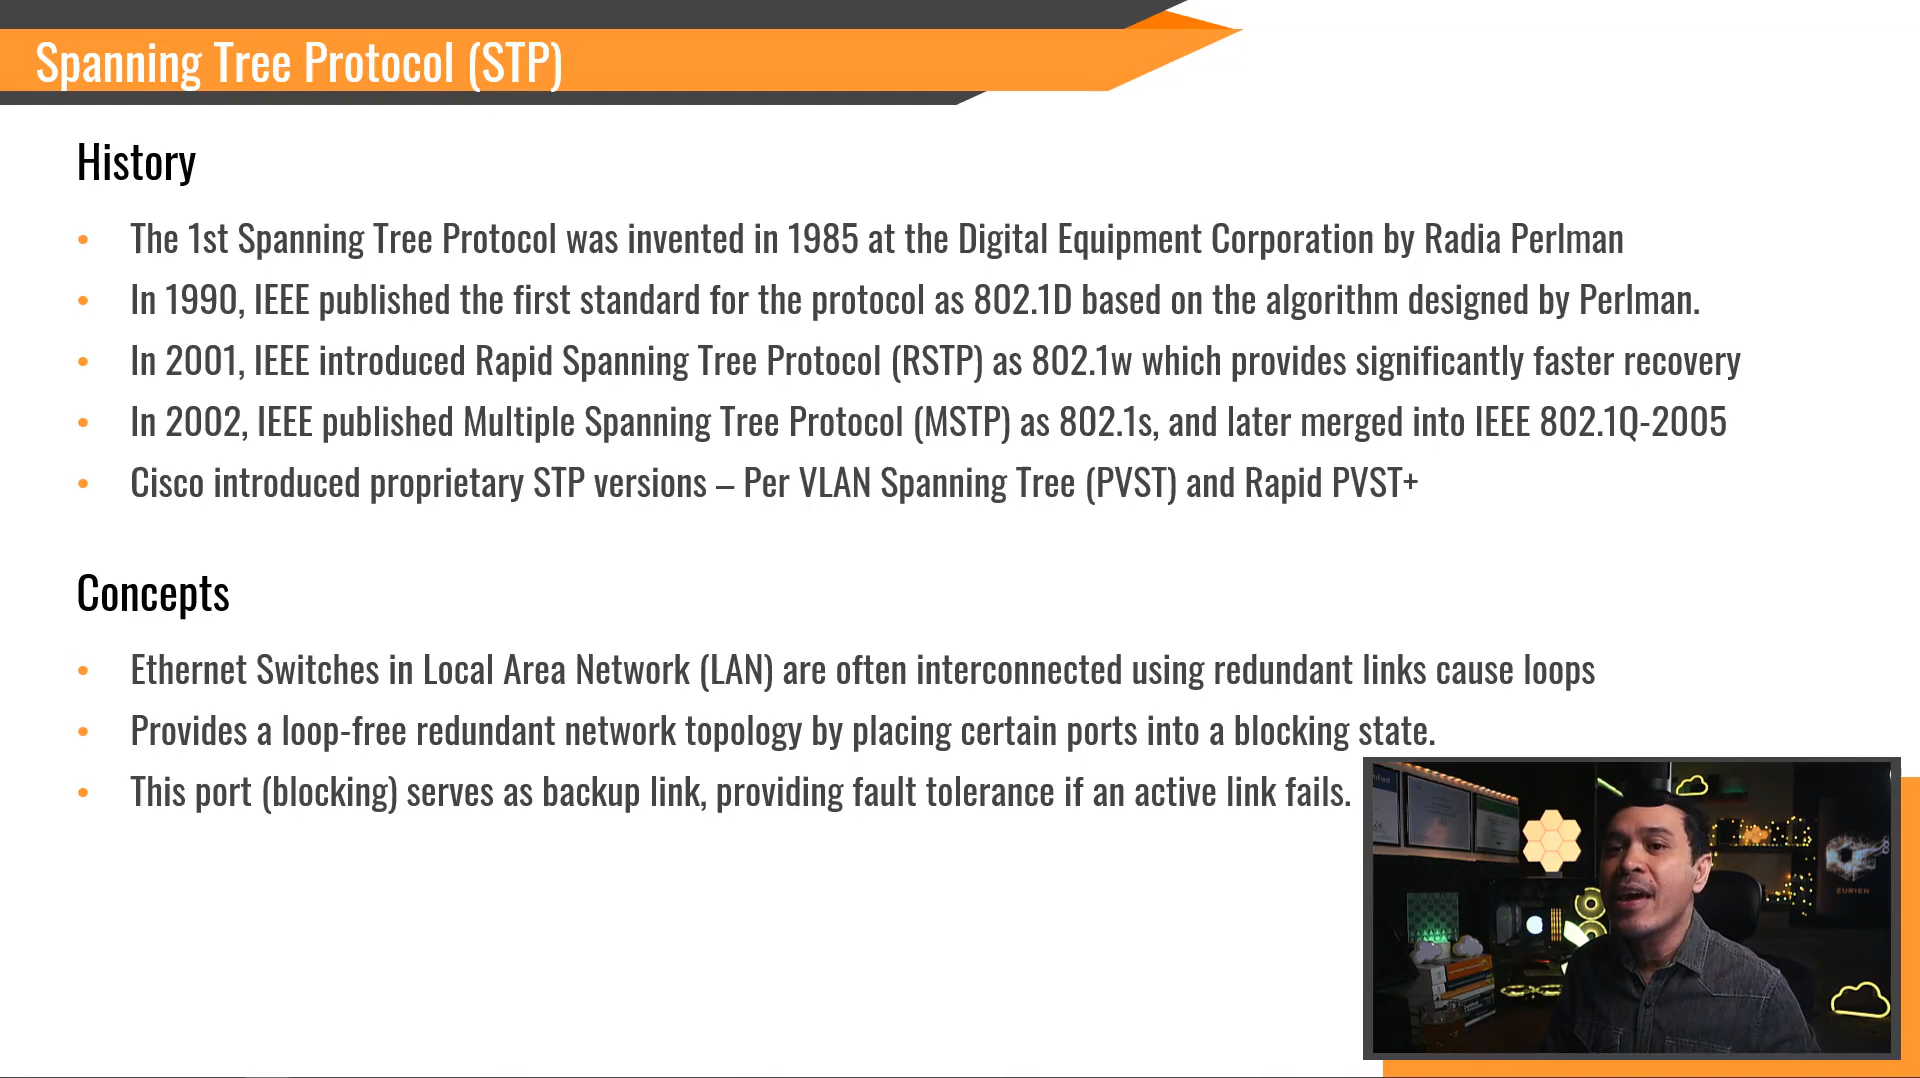 Spanning Tree Protocol (STP)
History
• The 1st Spanning Tree Protocol was invented in 1985 at the Digital Equipment Corporation by Radia Perlman
• In 1990, IEEE published the first standard for the protocol as 802.1D based on the algorithm designed by Perlman.
• In 2001, IEEE introduced Rapid Spanning Tree Protocol (RSTP) as 802.1w which provides significantly faster recovery
• In 2002, IEEE published Multiple Spanning Tree Protocol (MSTP) as 802.1s, and later merged into IEEE 802.1Q-2005
• Cisco introduced proprietary STP versions – Per VLAN Spanning Tree (PVST) and Rapid PVST+
Concepts
• Ethernet Switches in Local Area Network (LAN) are often interconnected using redundant links cause loops
• Provides a loop-free redundant network topology by placing certain ports into a blocking state.
• This port (blocking) serves as backup link, providing fault tolerance if an active link fails.
ZURIEN